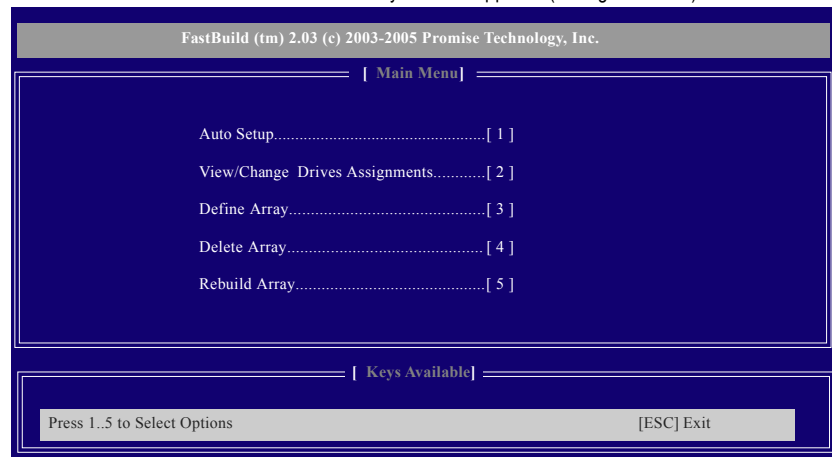 FastBuild (tm) 2.03 (c) 2003-2005 Promise Technology, Inc.
[ Main Menu]
Auto Setup.................................................[ 1 ]
View/Change Drives Assignments............[ 2 ]
Define Array.............................................[ 3 ]
Delete Array.............................................[ 4 ]
Rebuild Array............................................[ 5 ]
[ Keys Available]
Press 1..5 to Select Options [ESC] Exit